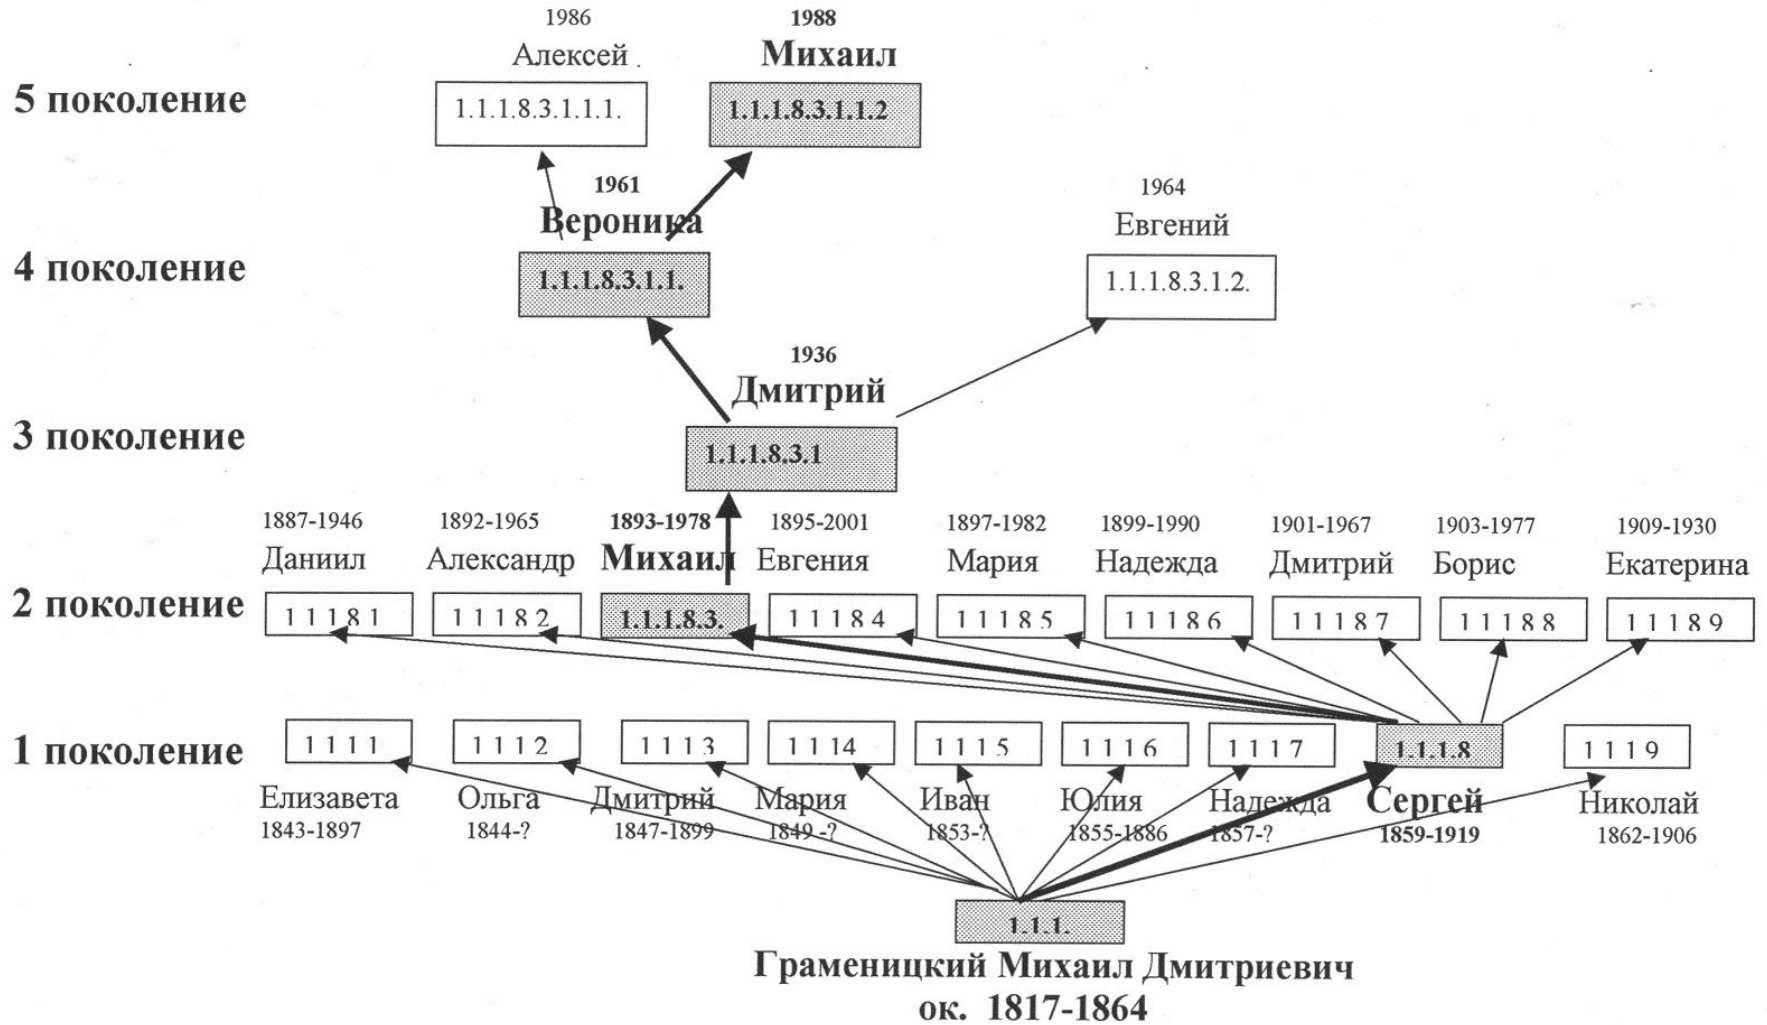 1986 1988
Алексей Михаил
5 поколение 1.1.1.8.3.1.1.1. 1.1.1.8.3.1.1.2
1961 1964
Вероника Евгений
4 поколение 1.1.1.8.3.1.1. 1.1.1.8.3.1.2.
1936
Дмитрий
3 поколение 1.1.1.8.3.1
1887-1946 1892-1965 1893-1978 1895-2001 1897-1982 1899-1990 1901-1967 1903-1977 1909-1930
Даниил Александр Михаил Евгения Мария Надежда Дмитрий Борис Екатерина
2 поколение 1 1 1 8 1 1 1 1 8 2 1.1.1.8.3. 1 1 1 8 4 1 1 1 8 5 1 1 1 8 6 1 1 1 8 7 1 1 1 8 8 1 1 1 8 9
1 поколение 1 1 1 1 1 1 1 2 1 1 1 3 1 1 14 1 1 1 5 1 1 1 6 1 1 1 7 1.1.1.8 1 1 1 9
Елизавета Ольга Дмитрий Мария Иван Юлия Надежда Сергей Николай
1843-1897 1844-? 1847-1899 1849 -? 1853-? 1855-1886 1857-? 1859-1919 1862-1906
1.1.1.
Граменицкий Михаил Дмитриевич
ок. 1817-1864